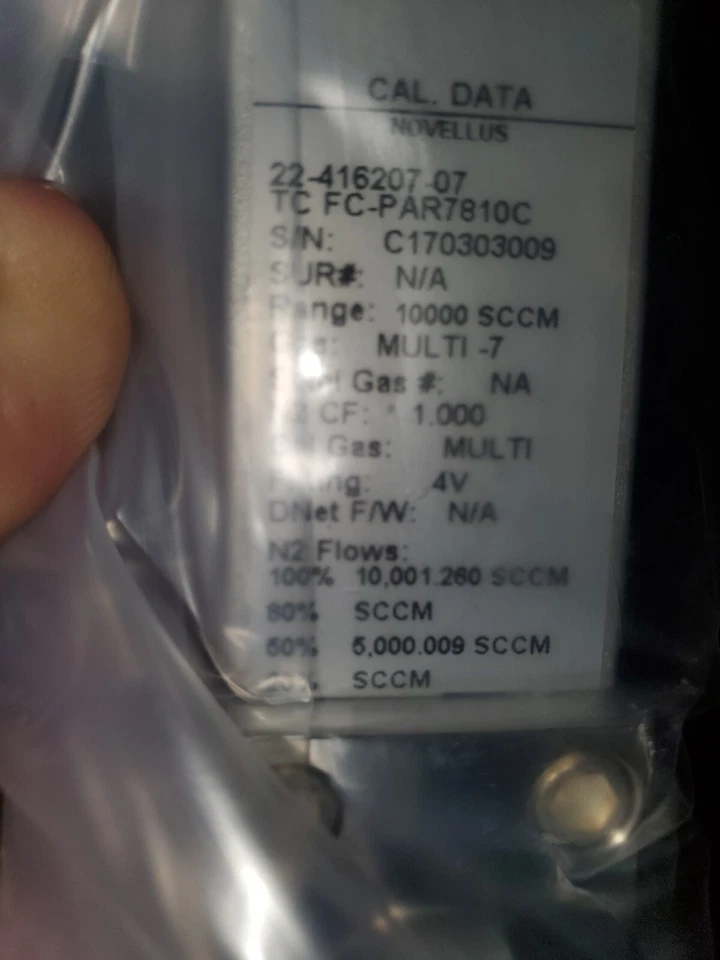 CAL. DATA
NOVELLUS
22-416207-07
TC FC-PAR7810C
S/N: C170303009
SUR#: N/A
Range: 10000 SCCM
MULTI -7
Gas #: NA
CF: 1.000
Gas: MULTI
4V
DNet F/W: N/A
N2 Flows:
100% 10,001.260 SCCM
80% SCCM
50% 5,000.009 SCCM
SCCM